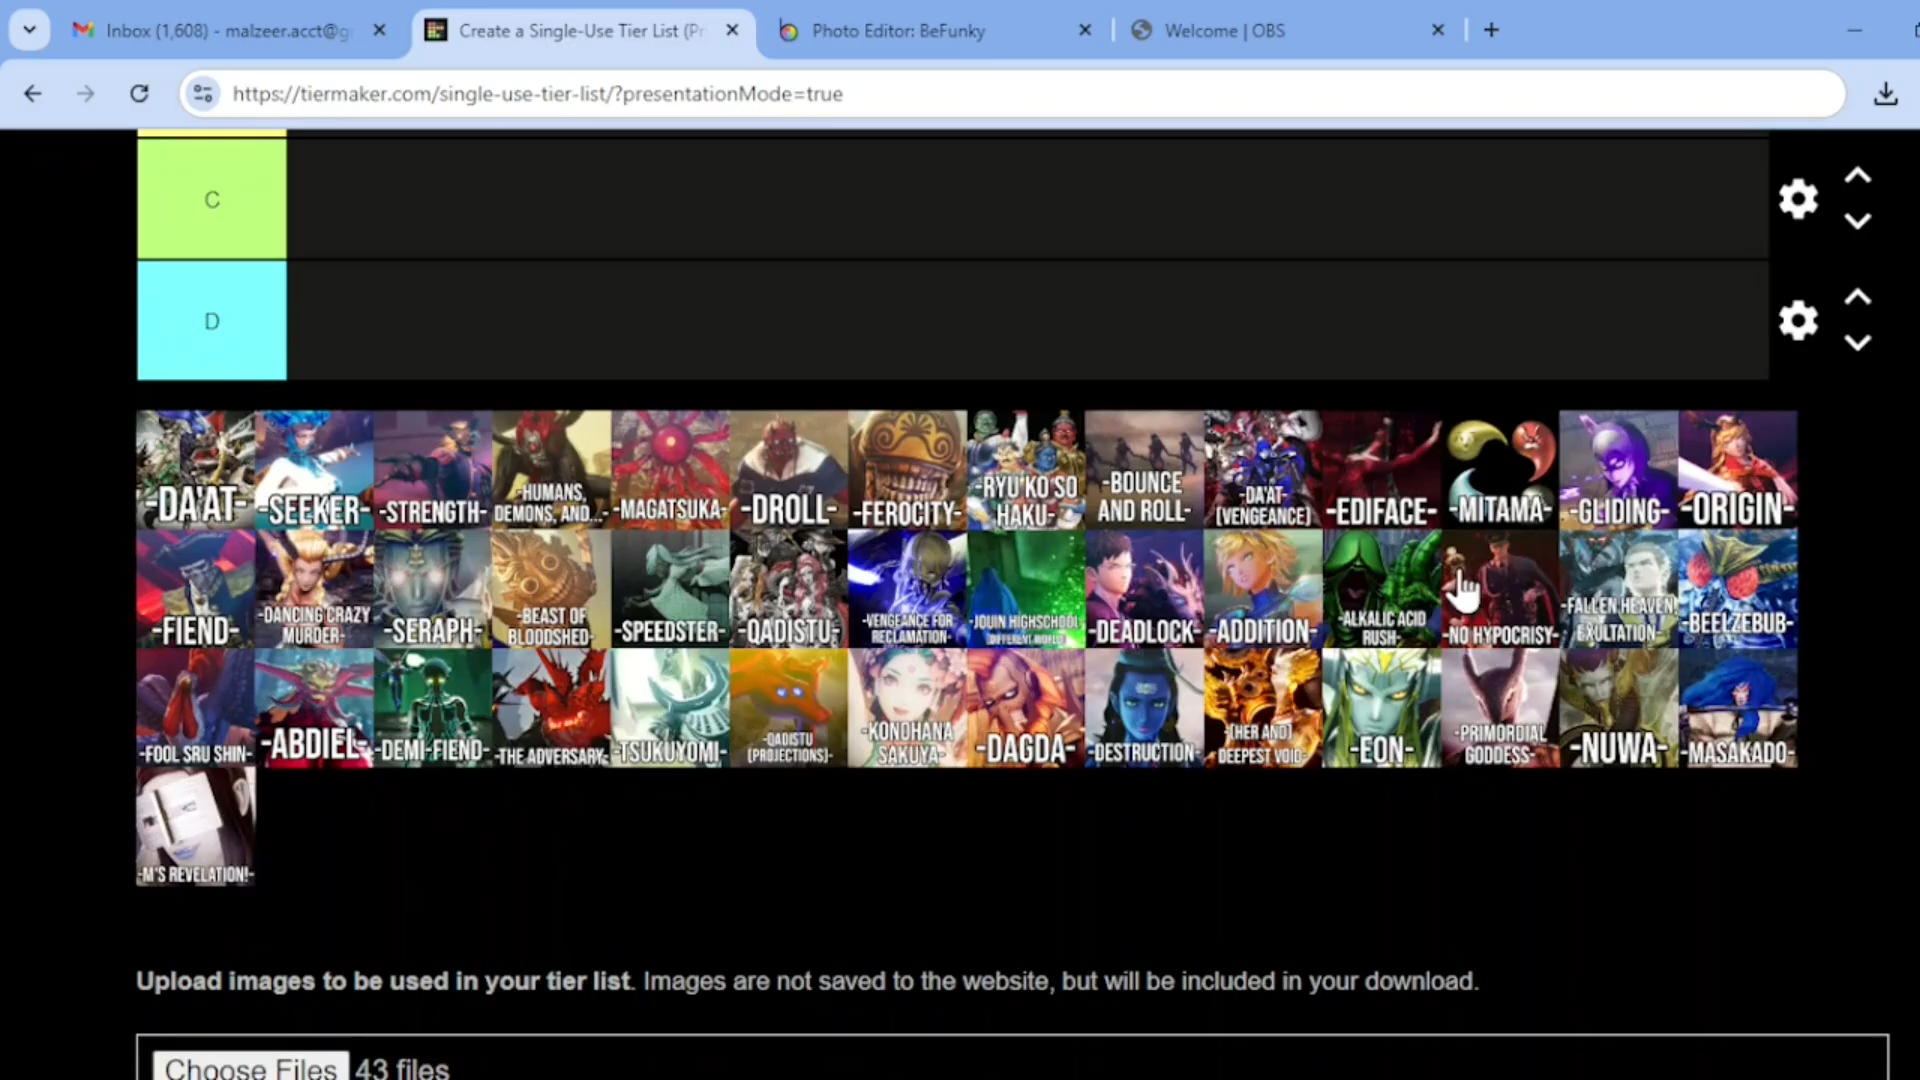 Inbox (1,608) - malzeer.acct@g
Create a Single-Use Tier List (Pr
Photo Editor: BeFunky
Welcome | OBS
https://tiermaker.com/single-use-tier-list/?presentationMode=true
C
D
-DA'AT-
-SEEKER-
-STRENGTH-
-HUMANS,
DEMONS, AND...-
-MAGATSUKA-
-DROLL-
-FEROCITY-
-RYU'KO SO
HAKU-
-BOUNCE
AND ROLL-
-DA'AT-
(VENGEANCE)
-EDIFACE-
-MITAMA-
-GLIDING-
-ORIGIN-
-FIEND-
-DANCING CRAZY
MURDER-
-SERAPH-
-BEAST OF
BLOODSHED-
-SPEEDSTER-
-QADISTU-
-VENGEANCE FOR
RECLAMATION-
-JOUIN HIGHSCHOOL
(DIFFERENT WORLD)
-DEADLOCK-
-ADDITION-
-ALKALIC ACID
RUSH-
-NO HYPOCRISY-
-FALLEN HEAVEN
EXULTATION-
-BEELZEBUB-
-FOOL SRU SHIN-
-ABDIEL-
-DEMI-FIEND-
-THE ADVERSARY-
-TSUKUYOMI-
-QADISTU
(PROJECTIONS)-
-KONOHANA
SAKUYA-
-DAGDA-
-DESTRUCTION-
-(HER AND)
DEEPEST VOID-
-EON-
-PRIMORDIAL
GODDESS-
-NUWA-
-MASAKADO-
-M'S REVELATION!-
Upload images to be used in your tier list. Images are not saved to the website, but will be included in your download.
Choose Files 43 files